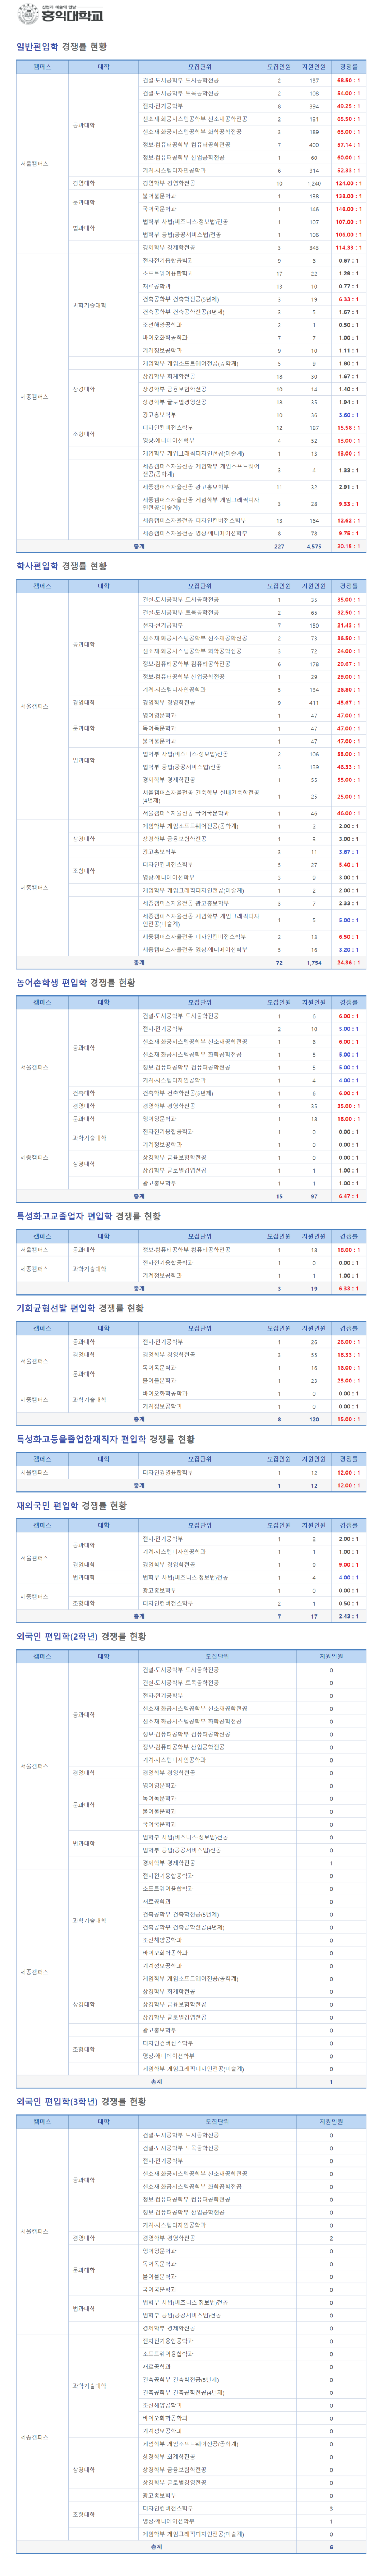 산업과 예술의 만남
홍익대학교
일반편입학 경쟁률 현황
캠퍼스 대학 모집단위 모집인원 지원인원 경쟁률
서울캠퍼스 공과대학 건설·도시공학부 도시공학전공 2 137 68.50 : 1
건설·도시공학부 토목공학전공 2 108 54.00 : 1
전자·전기공학부 8 394 49.25 : 1
신소재·화공시스템공학부 신소재공학전공 2 131 65.50 : 1
신소재·화공시스템공학부 화학공학전공 3 189 63.00 : 1
정보·컴퓨터공학부 컴퓨터공학전공 7 400 57.14 : 1
정보·컴퓨터공학부 산업공학전공 1 60 60.00 : 1
기계·시스템디자인공학과 6 314 52.33 : 1
경영대학 경영학부 경영학전공 10 1,240 124.00 : 1
문과대학 불어불문학과 1 138 138.00 : 1
국어국문학과 1 146 146.00 : 1
법과대학 법학부 사법(비즈니스·정보법)전공 1 107 107.00 : 1
법학부 공법(공공서비스법)전공 1 106 106.00 : 1
경제학부 경제학전공 3 343 114.33 : 1
세종캠퍼스 과학기술대학 전자전기융합공학과 9 6 0.67 : 1
소프트웨어융합학과 17 22 1.29 : 1
재료공학과 13 10 0.77 : 1
건축공학부 건축학전공(5년제) 3 19 6.33 : 1
건축공학부 건축공학전공(4년제) 3 5 1.67 : 1
조선해양공학과 2 1 0.50 : 1
바이오화학공학과 7 7 1.00 : 1
기계정보공학과 9 10 1.11 : 1
게임학부 게임소프트웨어전공(공학계) 5 9 1.80 : 1
상경대학 상경학부 회계학전공 18 30 1.67 : 1
상경학부 금융보험학전공 10 14 1.40 : 1
상경학부 글로벌경영전공 18 35 1.94 : 1
광고홍보학부 10 36 3.60 : 1
조형대학 디자인컨버전스학부 12 187 15.58 : 1
영상·애니메이션학부 4 52 13.00 : 1
게임학부 게임그래픽디자인전공(미술계) 1 13 13.00 : 1
세종캠퍼스자율전공 게임학부 게임소프트웨어전공(공학계) 3 4 1.33 : 1
세종캠퍼스자율전공 광고홍보학부 11 32 2.91 : 1
세종캠퍼스자율전공 게임학부 게임그래픽디자인전공(미술계) 3 28 9.33 : 1
세종캠퍼스자율전공 디자인컨버전스학부 13 164 12.62 : 1
세종캠퍼스자율전공 영상·애니메이션학부 8 78 9.75 : 1
총계 227 4,575 20.15 : 1
학사편입학 경쟁률 현황
캠퍼스 대학 모집단위 모집인원 지원인원 경쟁률
서울캠퍼스 공과대학 건설·도시공학부 도시공학전공 1 35 35.00 : 1
건설·도시공학부 토목공학전공 2 65 32.50 : 1
전자·전기공학부 7 150 21.43 : 1
신소재·화공시스템공학부 신소재공학전공 2 73 36.50 : 1
신소재·화공시스템공학부 화학공학전공 3 72 24.00 : 1
정보·컴퓨터공학부 컴퓨터공학전공 6 178 29.67 : 1
정보·컴퓨터공학부 산업공학전공 1 29 29.00 : 1
기계·시스템디자인공학과 5 134 26.80 : 1
경영대학 경영학부 경영학전공 9 411 45.67 : 1
문과대학 영어영문학과 1 47 47.00 : 1
독어독문학과 1 47 47.00 : 1
불어불문학과 1 47 47.00 : 1
법과대학 법학부 사법(비즈니스·정보법)전공 2 106 53.00 : 1
법학부 공법(공공서비스법)전공 3 139 46.33 : 1
경제학부 경제학전공 1 55 55.00 : 1
서울캠퍼스자율전공 건축학부 실내건축학전공(4년제) 1 25 25.00 : 1
서울캠퍼스자율전공 국어국문학과 1 46 46.00 : 1
세종캠퍼스 상경대학 게임학부 게임소프트웨어전공(공학계) 1 2 2.00 : 1
상경학부 금융보험학전공 1 3 3.00 : 1
광고홍보학부 3 11 3.67 : 1
조형대학 디자인컨버전스학부 5 27 5.40 : 1
영상·애니메이션학부 3 9 3.00 : 1
게임학부 게임그래픽디자인전공(미술계) 1 2 2.00 : 1
세종캠퍼스자율전공 광고홍보학부 3 7 2.33 : 1
세종캠퍼스자율전공 게임학부 게임그래픽디자인전공(미술계) 1 5 5.00 : 1
세종캠퍼스자율전공 디자인컨버전스학부 2 13 6.50 : 1
세종캠퍼스자율전공 영상·애니메이션학부 5 16 3.20 : 1
총계 72 1,754 24.36 : 1
농어촌학생 편입학 경쟁률 현황
캠퍼스 대학 모집단위 모집인원 지원인원 경쟁률
서울캠퍼스 공과대학 건설·도시공학부 도시공학전공 1 6 6.00 : 1
전자·전기공학부 2 10 5.00 : 1
신소재·화공시스템공학부 신소재공학전공 1 6 6.00 : 1
신소재·화공시스템공학부 화학공학전공 1 5 5.00 : 1
정보·컴퓨터공학부 컴퓨터공학전공 1 5 5.00 : 1
기계·시스템디자인공학과 1 4 4.00 : 1
건축대학 건축학부 건축학전공(5년제) 1 6 6.00 : 1
경영대학 경영학부 경영학전공 1 35 35.00 : 1
문과대학 영어영문학과 1 18 18.00 : 1
세종캠퍼스 과학기술대학 전자전기융합공학과 1 0 0.00 : 1
기계정보공학과 1 0 0.00 : 1
상경대학 상경학부 금융보험학전공 1 0 0.00 : 1
상경학부 글로벌경영전공 1 1 1.00 : 1
광고홍보학부 1 1 1.00 : 1
총계 15 97 6.47 : 1
특성화고교졸업자 편입학 경쟁률 현황
캠퍼스 대학 모집단위 모집인원 지원인원 경쟁률
서울캠퍼스 공과대학 정보·컴퓨터공학부 컴퓨터공학전공 1 18 18.00 : 1
세종캠퍼스 과학기술대학 전자전기융합공학과 1 0 0.00 : 1
기계정보공학과 1 1 1.00 : 1
총계 3 19 6.33 : 1
기회균형선발 편입학 경쟁률 현황
캠퍼스 대학 모집단위 모집인원 지원인원 경쟁률
서울캠퍼스 공과대학 전자·전기공학부 1 26 26.00 : 1
경영대학 경영학부 경영학전공 3 55 18.33 : 1
문과대학 독어독문학과 1 16 16.00 : 1
불어불문학과 1 23 23.00 : 1
세종캠퍼스 과학기술대학 바이오화학공학과 1 0 0.00 : 1
기계정보공학과 1 0 0.00 : 1
총계 8 120 15.00 : 1
특성화고등을졸업한재직자 편입학 경쟁률 현황
캠퍼스 대학 모집단위 모집인원 지원인원 경쟁률
서울캠퍼스 디자인경영융합학부 1 12 12.00 : 1
총계 1 12 12.00 : 1
재외국민 편입학 경쟁률 현황
캠퍼스 대학 모집단위 모집인원 지원인원 경쟁률
서울캠퍼스 공과대학 전자·전기공학부 1 2 2.00 : 1
기계·시스템디자인공학과 1 1 1.00 : 1
경영대학 경영학부 경영학전공 1 9 9.00 : 1
법과대학 법학부 사법(비즈니스·정보법)전공 1 4 4.00 : 1
세종캠퍼스 광고홍보학부 1 0 0.00 : 1
조형대학 디자인컨버전스학부 2 1 0.50 : 1
총계 7 17 2.43 : 1
외국인 편입학(2학년) 경쟁률 현황
캠퍼스 대학 모집단위 지원인원
서울캠퍼스 공과대학 건설·도시공학부 도시공학전공 0
건설·도시공학부 토목공학전공 0
전자·전기공학부 0
신소재·화공시스템공학부 신소재공학전공 0
신소재·화공시스템공학부 화학공학전공 0
정보·컴퓨터공학부 컴퓨터공학전공 0
정보·컴퓨터공학부 산업공학전공 0
기계·시스템디자인공학과 0
경영대학 경영학부 경영학전공 0
문과대학 영어영문학과 0
독어독문학과 0
불어불문학과 0
국어국문학과 0
법과대학 법학부 사법(비즈니스·정보법)전공 0
법학부 공법(공공서비스법)전공 0
경제학부 경제학전공 1
세종캠퍼스 과학기술대학 전자전기융합공학과 0
소프트웨어융합학과 0
재료공학과 0
건축공학부 건축학전공(5년제) 0
건축공학부 건축공학전공(4년제) 0
조선해양공학과 0
바이오화학공학과 0
기계정보공학과 0
게임학부 게임소프트웨어전공(공학계) 0
상경대학 상경학부 회계학전공 0
상경학부 금융보험학전공 0
상경학부 글로벌경영전공 0
광고홍보학부 0
조형대학 디자인컨버전스학부 0
영상·애니메이션학부 0
게임학부 게임그래픽디자인전공(미술계) 0
총계 1
외국인 편입학(3학년) 경쟁률 현황
캠퍼스 대학 모집단위 지원인원
서울캠퍼스 공과대학 건설·도시공학부 도시공학전공 0
건설·도시공학부 토목공학전공 0
전자·전기공학부 0
신소재·화공시스템공학부 신소재공학전공 0
신소재·화공시스템공학부 화학공학전공 0
정보·컴퓨터공학부 컴퓨터공학전공 0
정보·컴퓨터공학부 산업공학전공 0
기계·시스템디자인공학과 0
경영대학 경영학부 경영학전공 2
문과대학 영어영문학과 0
독어독문학과 0
불어불문학과 0
국어국문학과 0
법과대학 법학부 사법(비즈니스·정보법)전공 0
법학부 공법(공공서비스법)전공 0
경제학부 경제학전공 0
세종캠퍼스 과학기술대학 전자전기융합공학과 0
소프트웨어융합학과 0
재료공학과 0
건축공학부 건축학전공(5년제) 0
건축공학부 건축공학전공(4년제) 0
조선해양공학과 0
바이오화학공학과 0
기계정보공학과 0
게임학부 게임소프트웨어전공(공학계) 0
상경대학 상경학부 회계학전공 0
상경학부 금융보험학전공 0
상경학부 글로벌경영전공 0
광고홍보학부 0
조형대학 디자인컨버전스학부 3
영상·애니메이션학부 1
게임학부 게임그래픽디자인전공(미술계) 0
총계 6